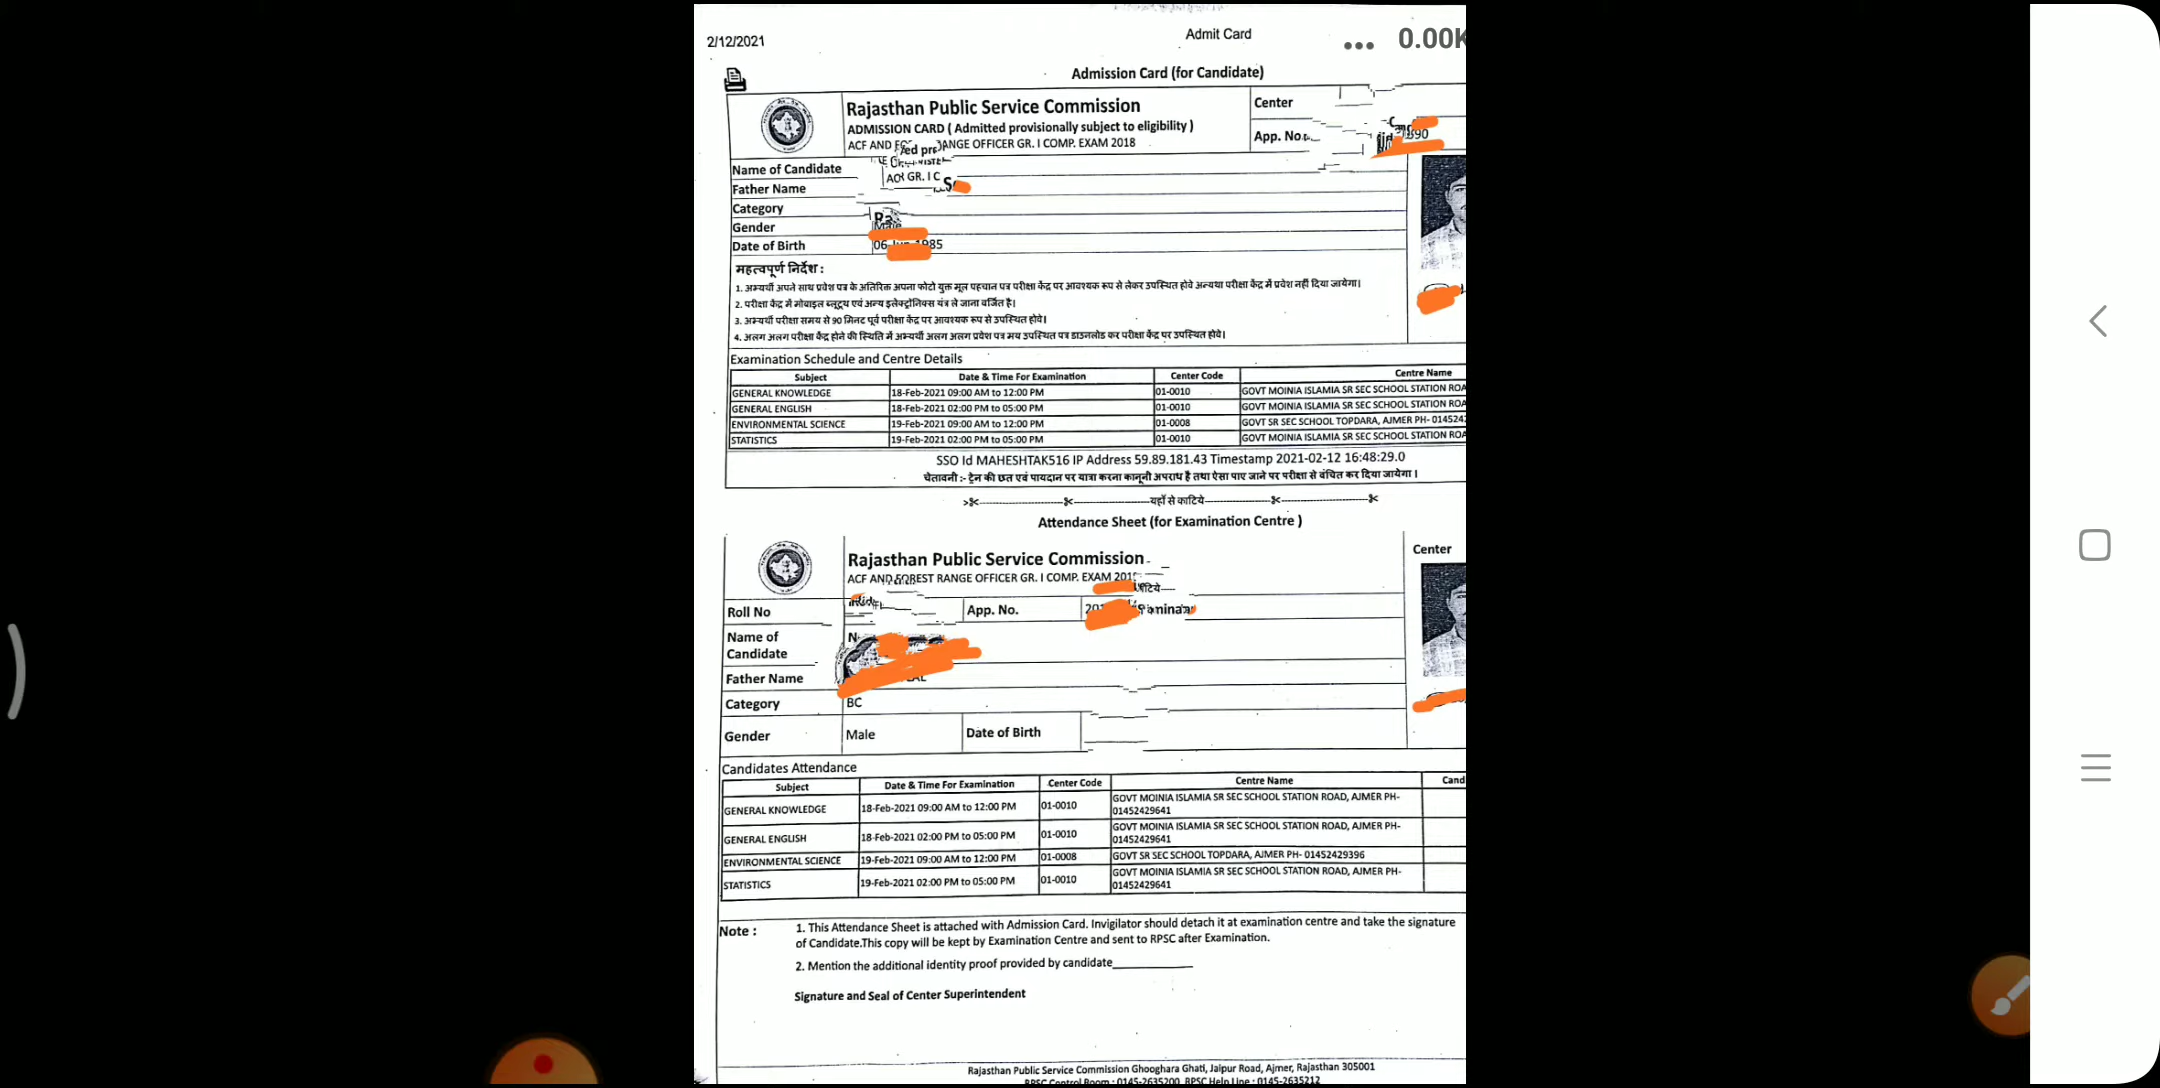 2/12/2021
Admit Card
... 0.00K
Admission Card (for Candidate)
Rajasthan Public Service Commission
ADMISSION CARD ( Admitted provisionally subject to eligibility )
ACF AND RANGE OFFICER GR. I COMP. EXAM 2018
Center
App. No.
Name of Candidate
Father Name
Category
Gender Male
Date of Birth 06 1985
महत्वपूर्ण निर्देश :
1. अभ्यर्थी अपने साथ प्रवेश पत्र के अतिरिक्त अपना फोटो युक्त मूल पहचान पत्र परीक्षा केंद्र पर आवश्यक रूप से लेकर उपस्थित होवे अन्यथा परीक्षा केंद्र में प्रवेश नहीं दिया जायेगा।
2. परीक्षा केंद्र में मोबाइल ब्लूटूथ एवं अन्य इलेक्ट्रॉनिक्स यंत्र ले जाना वर्जित है।
3. अभ्यर्थी परीक्षा समय से 90 मिनट पूर्व परीक्षा केंद्र पर आवश्यक रूप से उपस्थित होवे।
4. अलग अलग परीक्षा केंद्र होने की स्थिति में अभ्यर्थी अलग अलग प्रवेश पत्र मय उपस्थित पत्र डाउनलोड कर परीक्षा केंद्र पर उपस्थित होवे।
Examination Schedule and Centre Details
Subject Date & Time For Examination Center Code Centre Name
GENERAL KNOWLEDGE 18-Feb-2021 09:00 AM to 12:00 PM 01-0010 GOVT MOINIA ISLAMIA SR SEC SCHOOL STATION ROA
GENERAL ENGLISH 18-Feb-2021 02:00 PM to 05:00 PM 01-0010 GOVT MOINIA ISLAMIA SR SEC SCHOOL STATION ROA
ENVIRONMENTAL SCIENCE 19-Feb-2021 09:00 AM to 12:00 PM 01-0008 GOVT SR SEC SCHOOL TOPDARA, AJMER PH- 014524
STATISTICS 19-Feb-2021 02:00 PM to 05:00 PM 01-0010 GOVT MOINIA ISLAMIA SR SEC SCHOOL STATION ROA
SSO Id MAHESHTAK516 IP Address 59.89.181.43 Timestamp 2021-02-12 16:48:29.0
चेतावनी :- ट्रेन की छत एवं पायदान पर यात्रा करना कानूनी अपराध है तथा ऐसा पाए जाने पर परीक्षा से वंचित कर दिया जायेगा ।
यहाँ से काटिये
Attendance Sheet (for Examination Centre )
Rajasthan Public Service Commission
ACF AND FOREST RANGE OFFICER GR. I COMP. EXAM
Center
Roll No App. No.
Name of
Candidate
Father Name
Category BC
Gender Male Date of Birth
Candidates Attendance
Subject Date & Time For Examination Center Code Centre Name Cand
GENERAL KNOWLEDGE 18-Feb-2021 09:00 AM to 12:00 PM 01-0010 GOVT MOINIA ISLAMIA SR SEC SCHOOL STATION ROAD, AJMER PH-
01452429641
GENERAL ENGLISH 18-Feb-2021 02:00 PM to 05:00 PM 01-0010 GOVT MOINIA ISLAMIA SR SEC SCHOOL STATION ROAD, AJMER PH-
01452429641
ENVIRONMENTAL SCIENCE 19-Feb-2021 09:00 AM to 12:00 PM 01-0008 GOVT SR SEC SCHOOL TOPDARA, AJMER PH- 01452429396
STATISTICS 19-Feb-2021 02:00 PM to 05:00 PM 01-0010 GOVT MOINIA ISLAMIA SR SEC SCHOOL STATION ROAD, AJMER PH-
01452429641
Note : 1. This Attendance Sheet is attached with Admission Card. Invigilator should detach it at examination centre and take the signature
of Candidate.This copy will be kept by Examination Centre and sent to RPSC after Examination.
2. Mention the additional identity proof provided by candidate
Signature and Seal of Center Superintendent
Rajasthan Public Service Commission Ghooghara Ghati, Jaipur Road, Ajmer, Rajasthan 305001
RPSC Control Room : 0145-2635200, RPSC Help Line : 0145-2635212